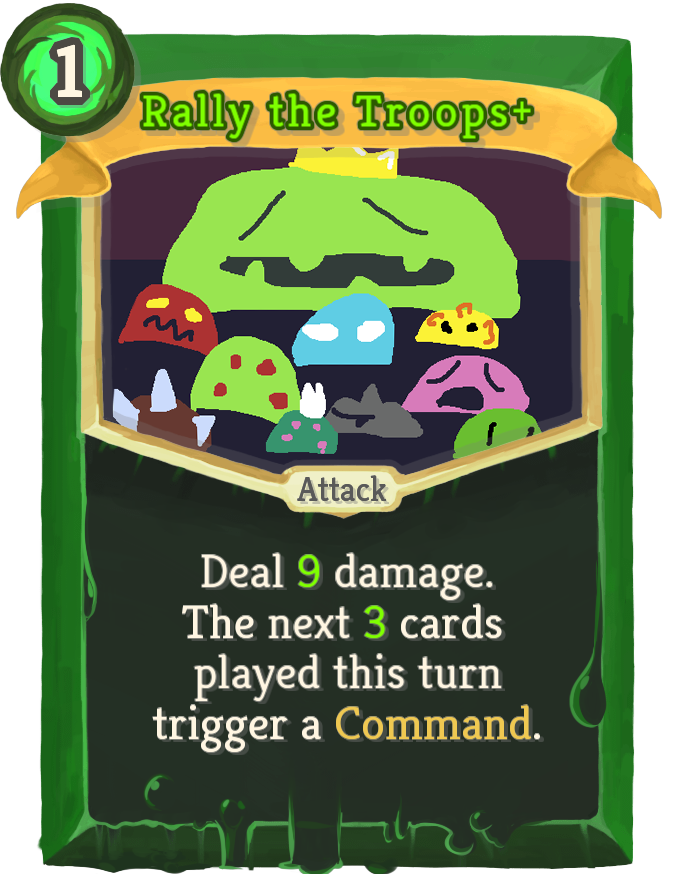 1
Rally the Troops+
Attack
Deal 9 damage.
The next 3 cards
played this turn
trigger a Command.